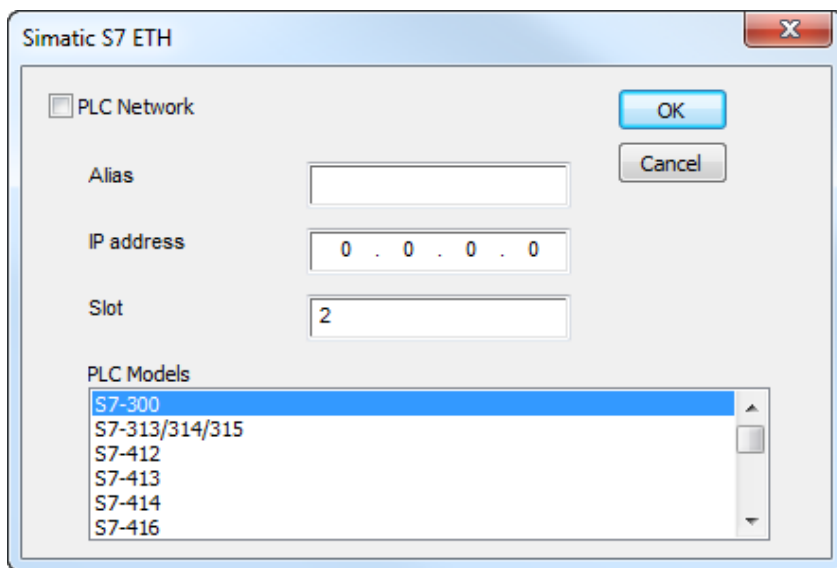 Simatic S7 ETH
PLC Network
OK
Alias
Cancel
IP address
0 . 0 . 0 . 0
Slot
2
PLC Models
S7-300
S7-313/314/315
S7-412
S7-413
S7-414
S7-416